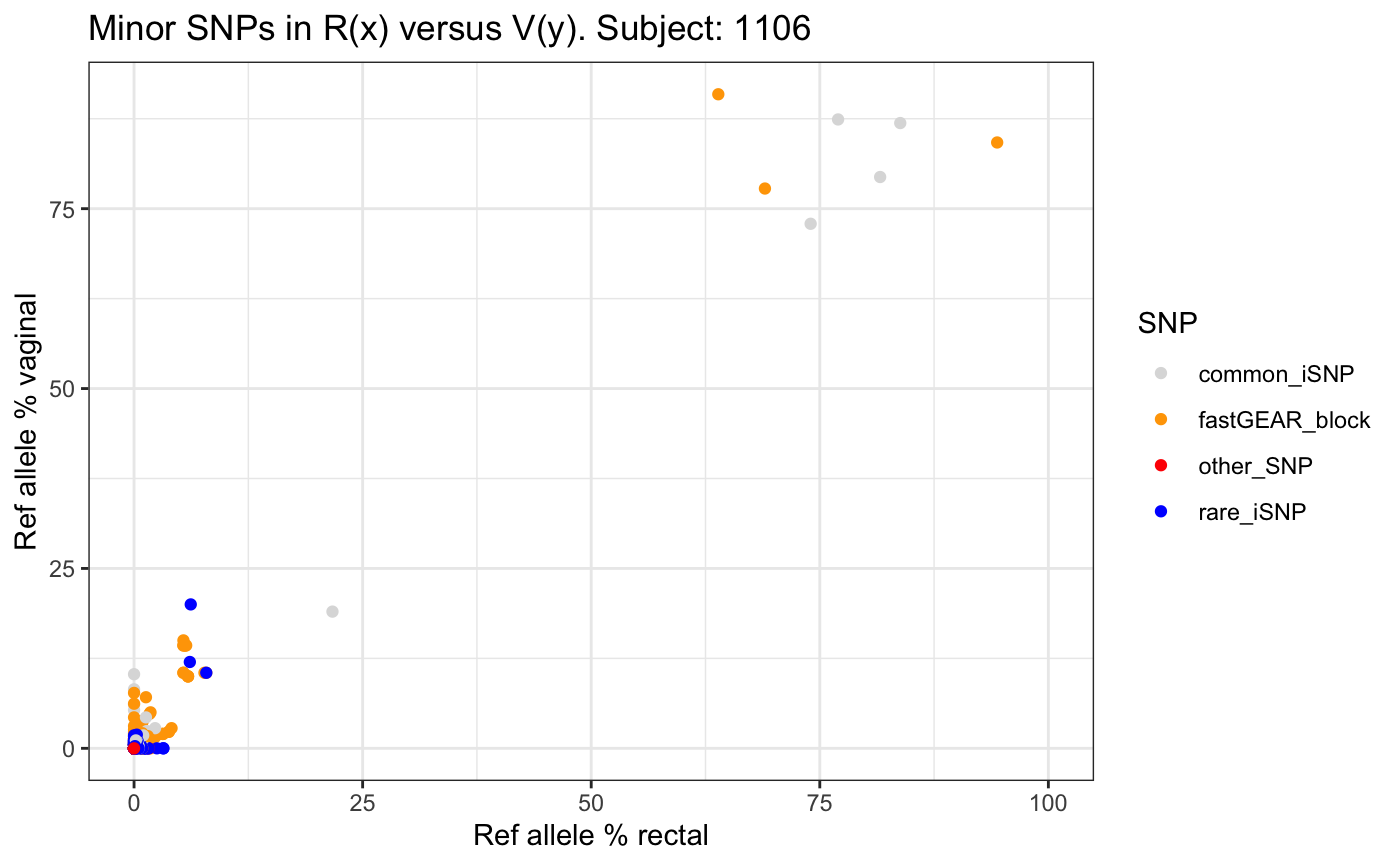 Minor SNPs in R(x) versus V(y). Subject: 1106
Ref allele % vaginal
75
50
25
0
0 25 50 75 100
Ref allele % rectal
SNP
common_iSNP
fastGEAR_block
other_SNP
rare_iSNP